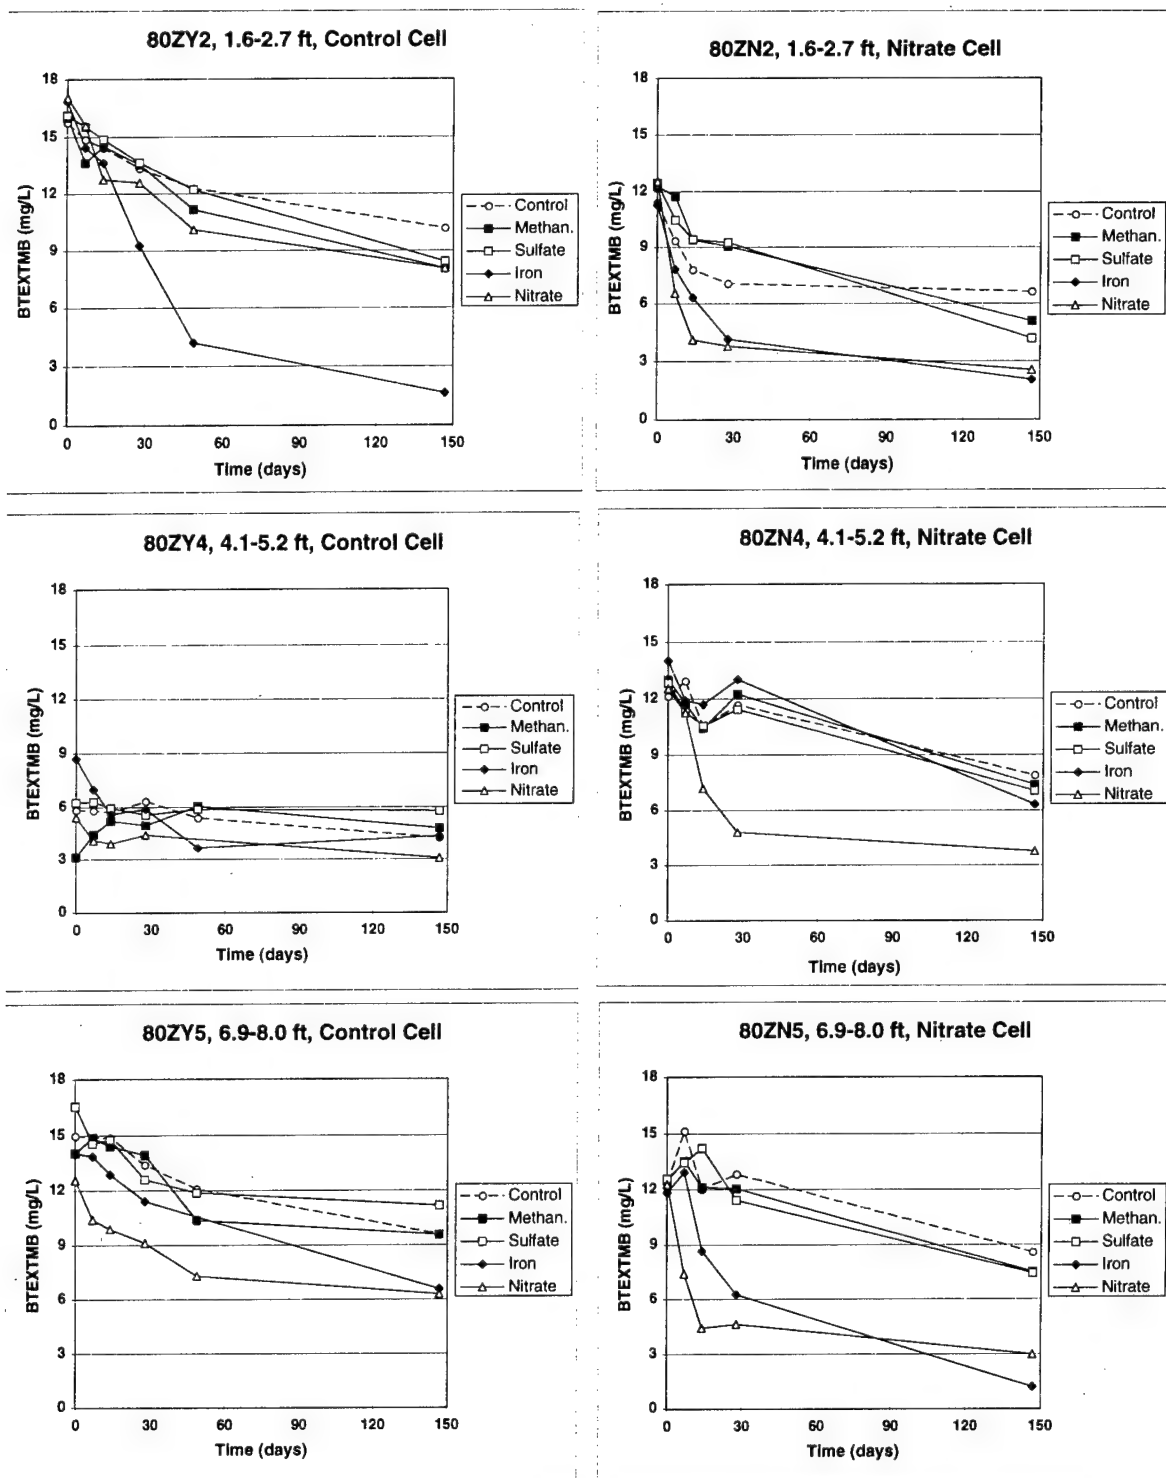 80ZY2, 1.6-2.7 ft, Control Cell
18
15
12
9
6
3
0
BTEXTMB (mg/L)
0 30 60 90 120 150
Time (days)
Control
Methan.
Sulfate
Iron
Nitrate
80ZN2, 1.6-2.7 ft, Nitrate Cell
18
15
12
9
6
3
0
BTEXTMB (mg/L)
0 30 60 90 120 150
Time (days)
Control
Methan.
Sulfate
Iron
Nitrate
80ZY4, 4.1-5.2 ft, Control Cell
18
15
12
9
6
3
0
BTEXTMB (mg/L)
0 30 60 90 120 150
Time (days)
Control
Methan.
Sulfate
Iron
Nitrate
80ZN4, 4.1-5.2 ft, Nitrate Cell
18
15
12
9
6
3
0
BTEXTMB (mg/L)
0 30 60 90 120 150
Time (days)
Control
Methan.
Sulfate
Iron
Nitrate
80ZY5, 6.9-8.0 ft, Control Cell
18
15
12
9
6
3
0
BTEXTMB (mg/L)
0 30 60 90 120 150
Time (days)
Control
Methan.
Sulfate
Iron
Nitrate
80ZN5, 6.9-8.0 ft, Nitrate Cell
18
15
12
9
6
3
0
BTEXTMB (mg/L)
0 30 60 90 120 150
Time (days)
Control
Methan.
Sulfate
Iron
Nitrate